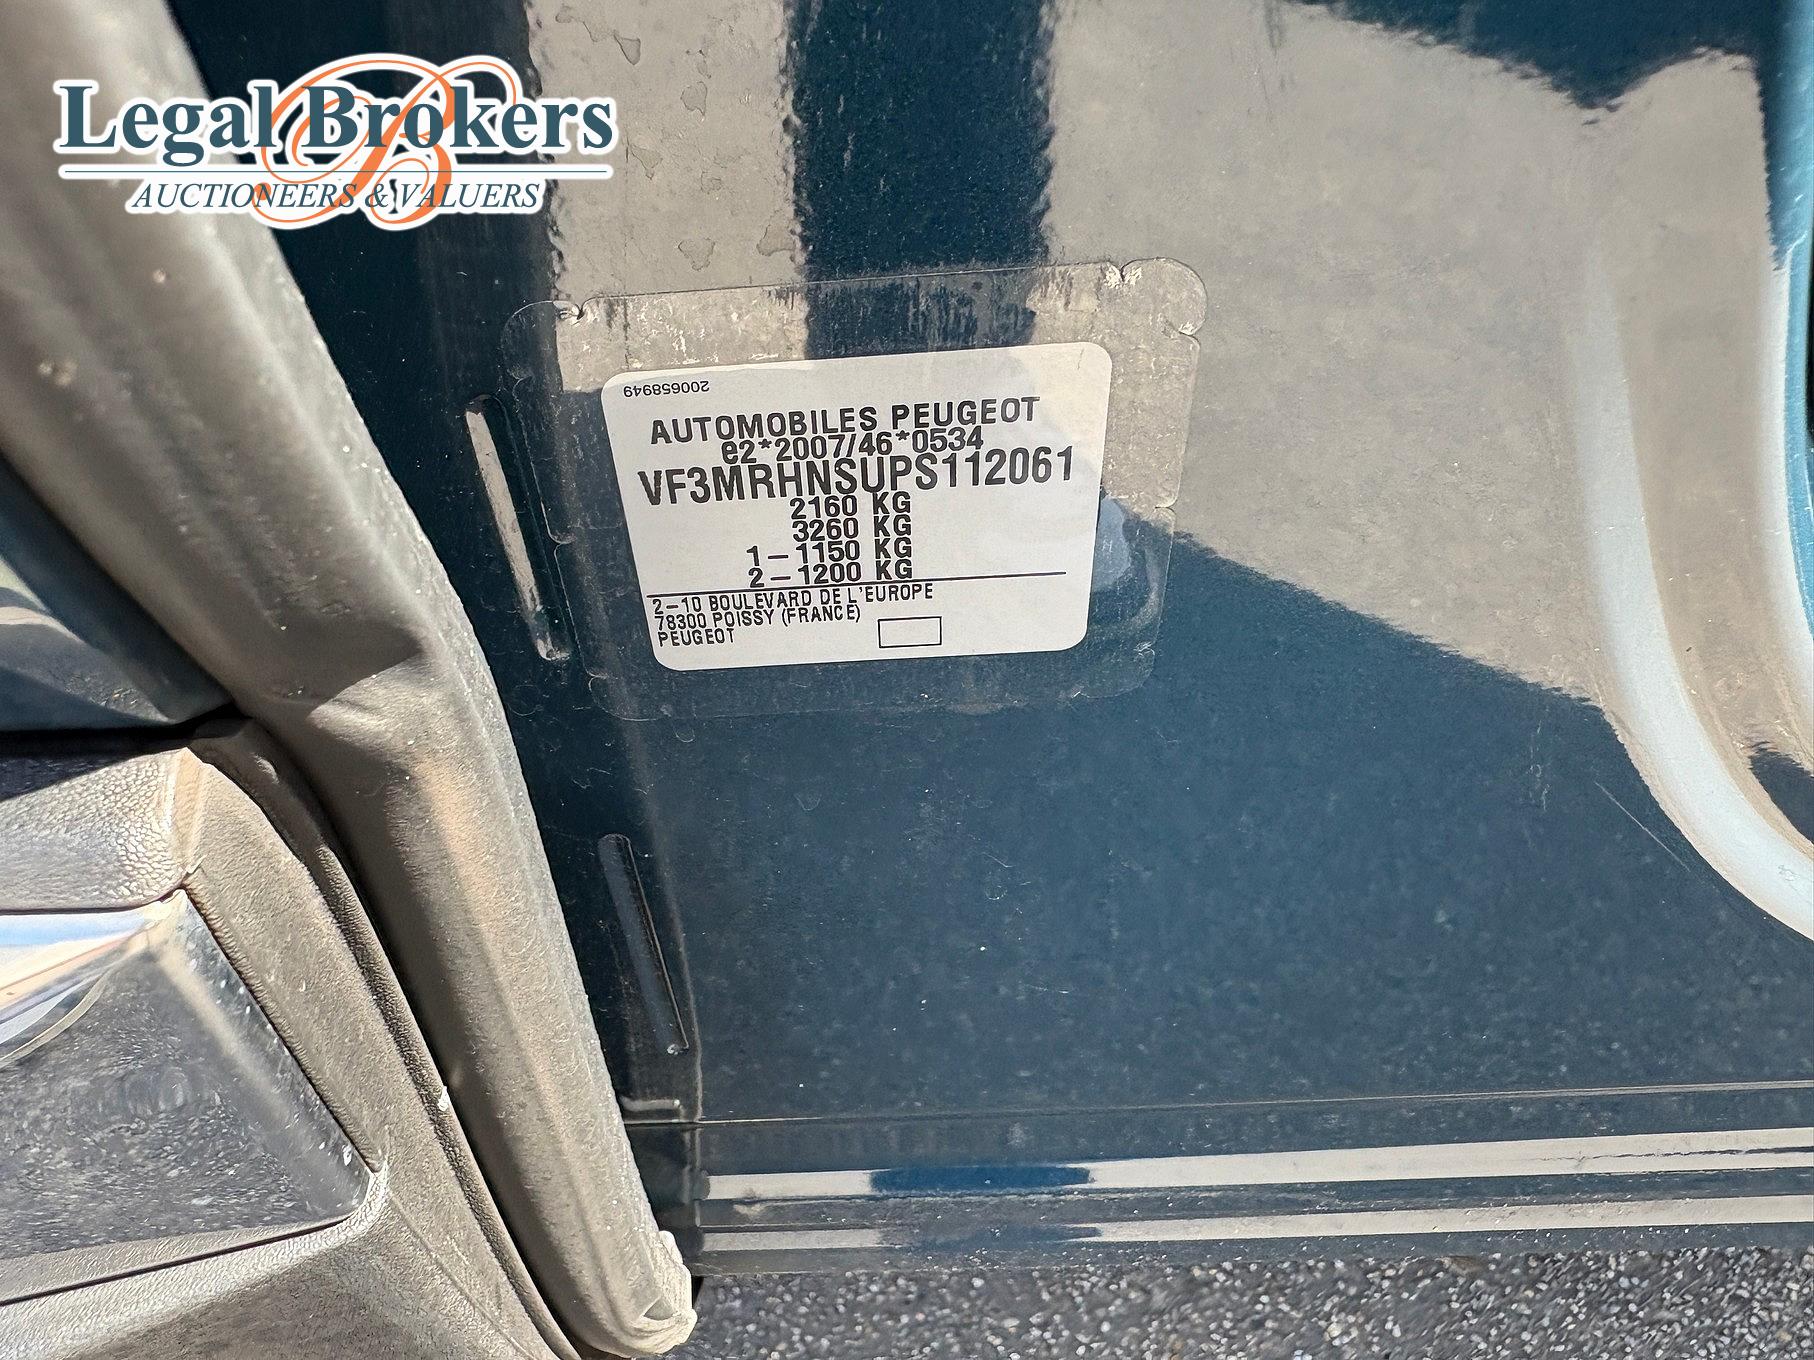 Legal Brokers
AUCTIONEERS & VALUERS
200658949
AUTOMOBILES PEUGEOT
e2*2007/46*0534
VF3MRHNSUPS112061
2160 KG
3260 KG
1-1150 KG
2-1200 KG
2-10 BOULEVARD DE L'EUROPE
78300 POISSY (FRANCE)
PEUGEOT